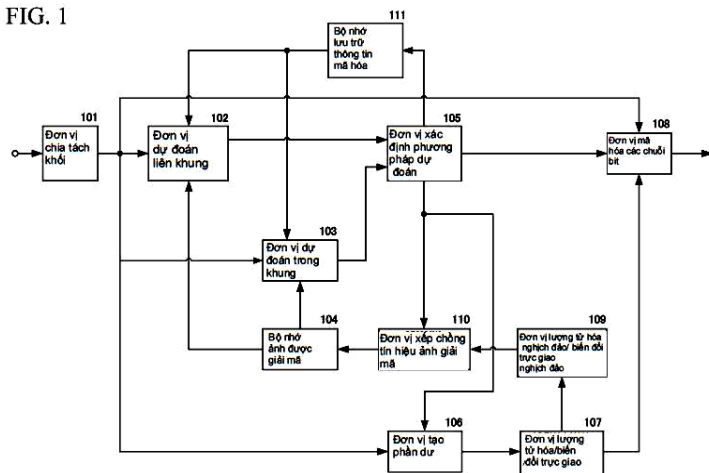 FIG. 1
111
Bộ nhớ
lưu trữ
thông tin
mã hóa
101
Đơn vị
chia tách
khối
102
Đơn vị
dự đoán
liên khung
105
Đơn vị xác
định phương
pháp dự
đoán
108
Đơn vị mã
hóa các chuỗi
bit
103
Đơn vị dự
đoán trong
khung
104
Bộ nhớ
ảnh được
giải mã
110
Đơn vị xếp chồng
tín hiệu ảnh giải
mã
109
Đơn vị lượng tử hóa
nghịch đảo/ biến đổi
trực giao
nghịch đảo
106
Đơn vị tạo
phần dư
107
Đơn vị lượng
tử hóa/biến
/đổi trực giao